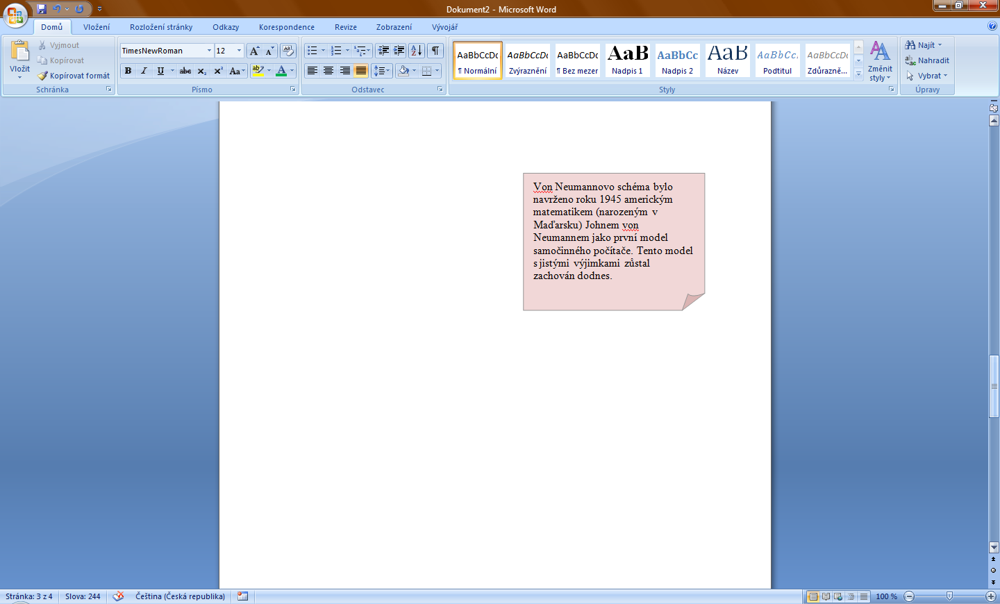 Dokument2 - Microsoft Word
Domů Vložení Rozložení stránky Odkazy Korespondence Revize Zobrazení Vývojář
Vložit
Vyjmout
Kopírovat
Kopírovat formát
Schránka
TimesNewRoman 12
B I U abc x₂ x² Aa
Písmo
Odstavec
AaBbCcDc AaBbCcDc AaBbCcDc AaB AaBbCc AaB AaBbCc. AaBbCcDc
¶ Normální Zvýraznění ¶ Bez mezer Nadpis 1 Nadpis 2 Název Podtitul Zdůrazně...
Změnit
styly
Styly
Najít
Nahradit
Vybrat
Úpravy
Von Neumannovo schéma bylo
navrženo roku 1945 americkým
matematikem (narozeným v
Maďarsku) Johnem von
Neumannem jako první model
samočinného počítače. Tento model
s jistými výjimkami zůstal
zachován dodnes.
Stránka: 3 z 4 Slova: 244 Čeština (Česká republika) 100 %